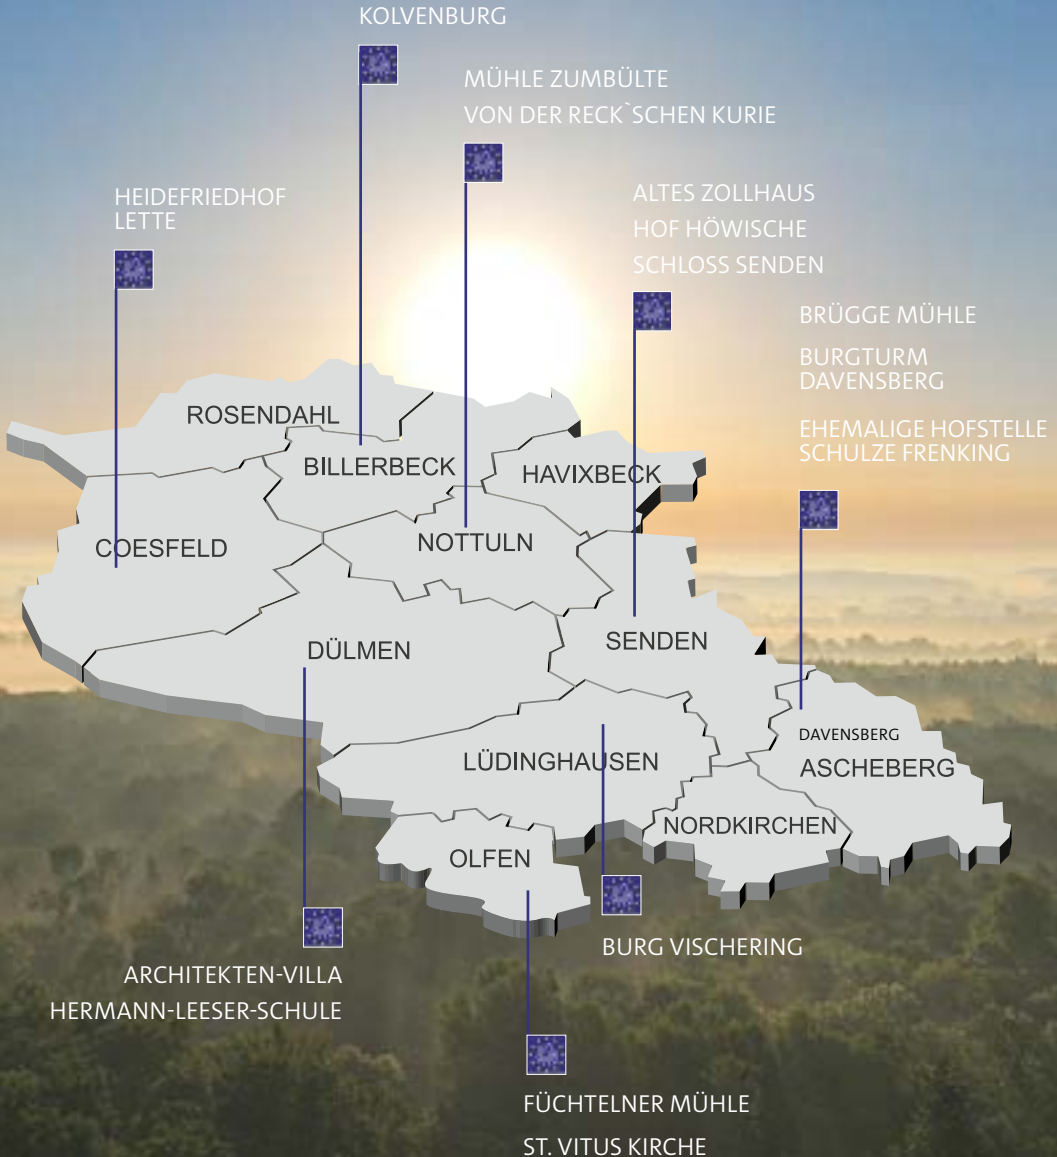 KOLVENBURG
MÜHLE ZUMBÜLTE
VON DER RECK`SCHEN KURIE
HEIDEFRIEDHOF
LETTE
ALTES ZOLLHAUS
HOF HÖWISCHE
SCHLOSS SENDEN
BRÜGGE MÜHLE
BURGTURM
DAVENSBERG
EHEMALIGE HOFSTELLE
SCHULZE FRENKING
ROSENDAHL
BILLERBECK
HAVIXBECK
COESFELD
NOTTULN
DÜLMEN
SENDEN
DAVENSBERG
LÜDINGHAUSEN
ASCHEBERG
NORDKIRCHEN
OLFEN
BURG VISCHERING
ARCHITEKTEN-VILLA
HERMANN-LEESER-SCHULE
FÜCHTELNER MÜHLE
ST. VITUS KIRCHE